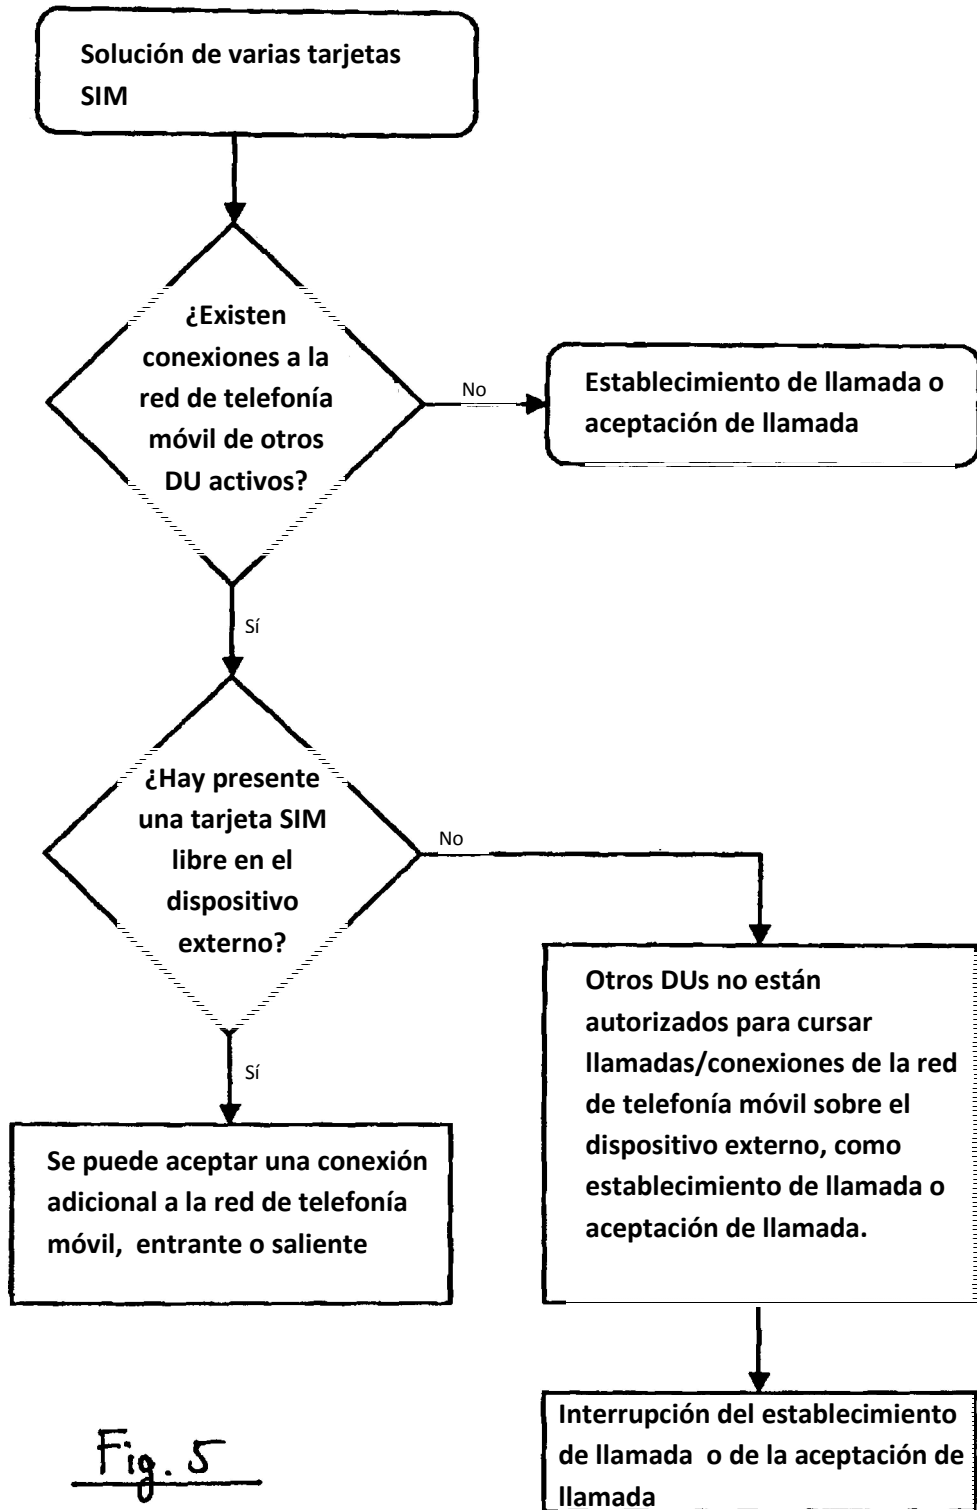 Solución de varias tarjetas
SIM
¿Existen
conexiones a la
red de telefonía
móvil de otros
DU activos?
No
Establecimiento de llamada o
aceptación de llamada
Sí
¿Hay presente
una tarjeta SIM
libre en el
dispositivo
externo?
No
Otros DUs no están
autorizados para cursar
llamadas/conexiones de la red
de telefonía móvil sobre el
dispositivo externo, como
establecimiento de llamada o
aceptación de llamada.
Sí
Se puede aceptar una conexión
adicional a la red de telefonía
móvil, entrante o saliente
Interrupción del establecimiento
de llamada o de la aceptación de
llamada
Fig. 5